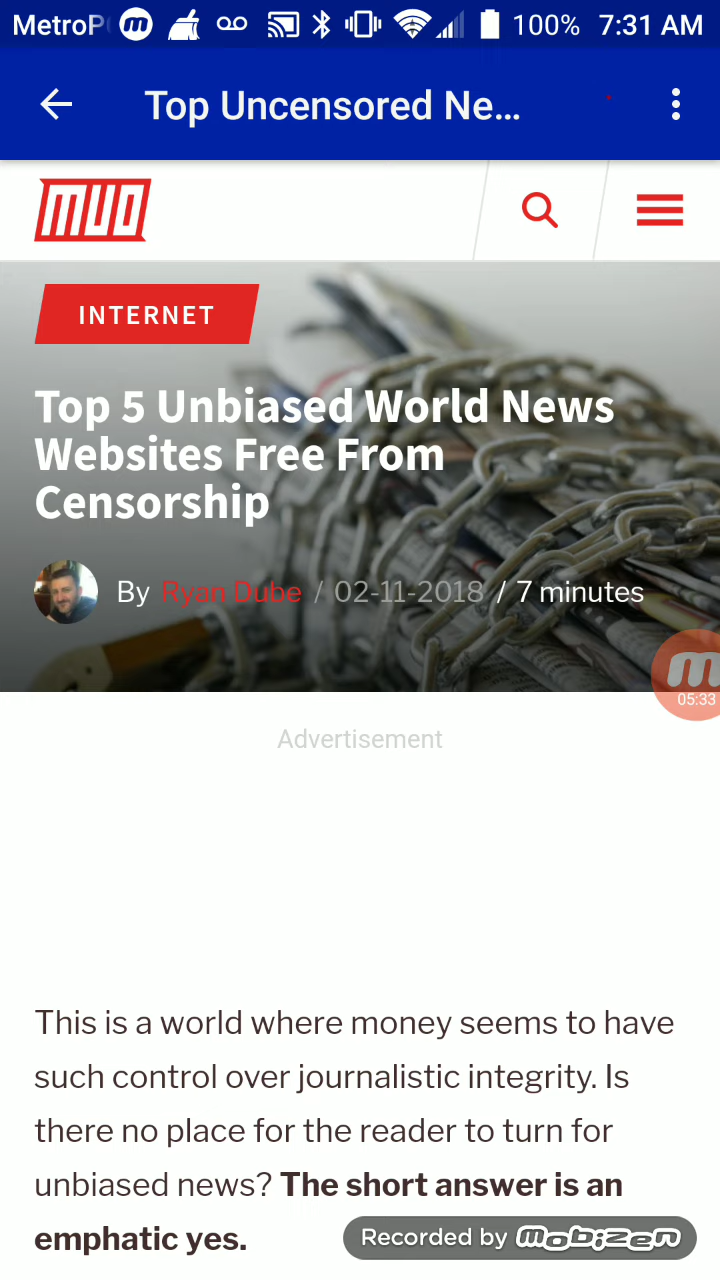 MetroP
100% 7:31 AM
Top Uncensored Ne...
MUO
INTERNET
Top 5 Unbiased World News
Websites Free From
Censorship
By Ryan Dube / 02-11-2018 / 7 minutes
05:33
Advertisement
This is a world where money seems to have
such control over journalistic integrity. Is
there no place for the reader to turn for
unbiased news? The short answer is an
emphatic yes.
Recorded by mobizen